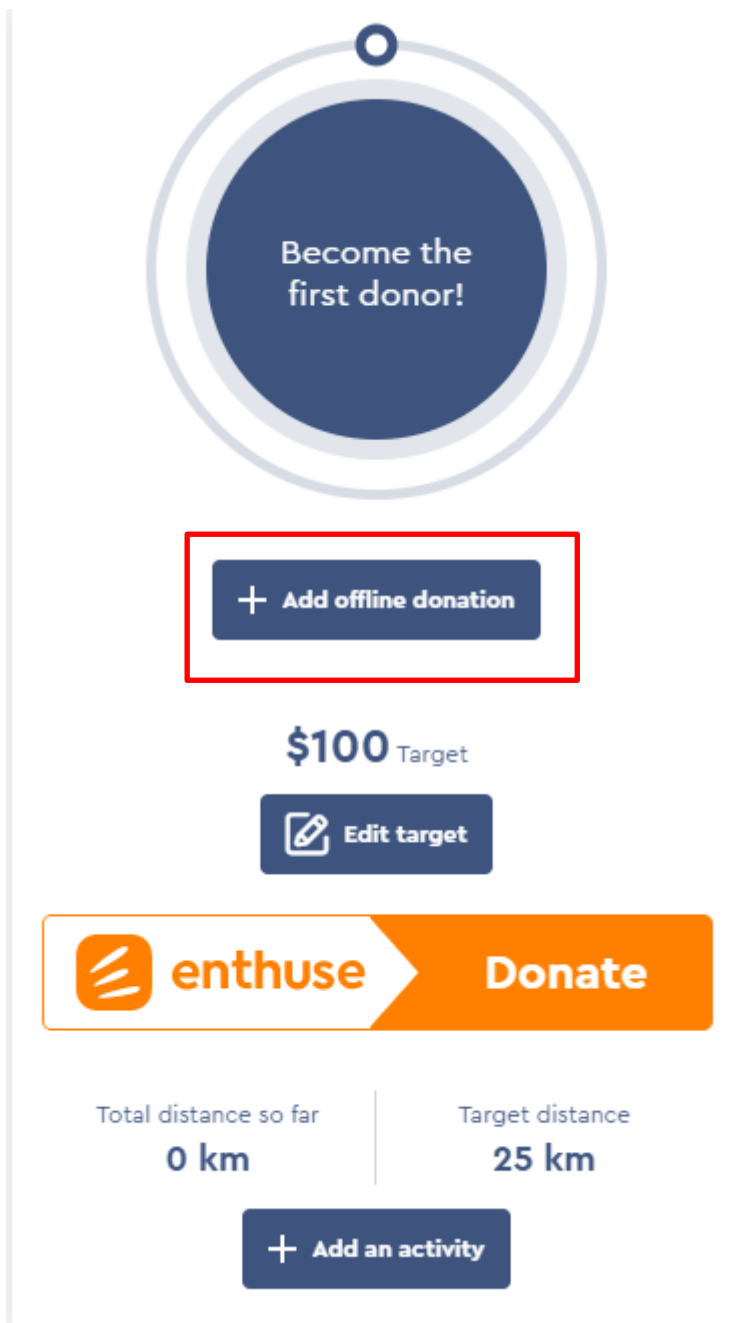 Become the
first donor!
+ Add offline donation
$100 Target
Edit target
enthuse Donate
Total distance so far
0 km
Target distance
25 km
+ Add an activity